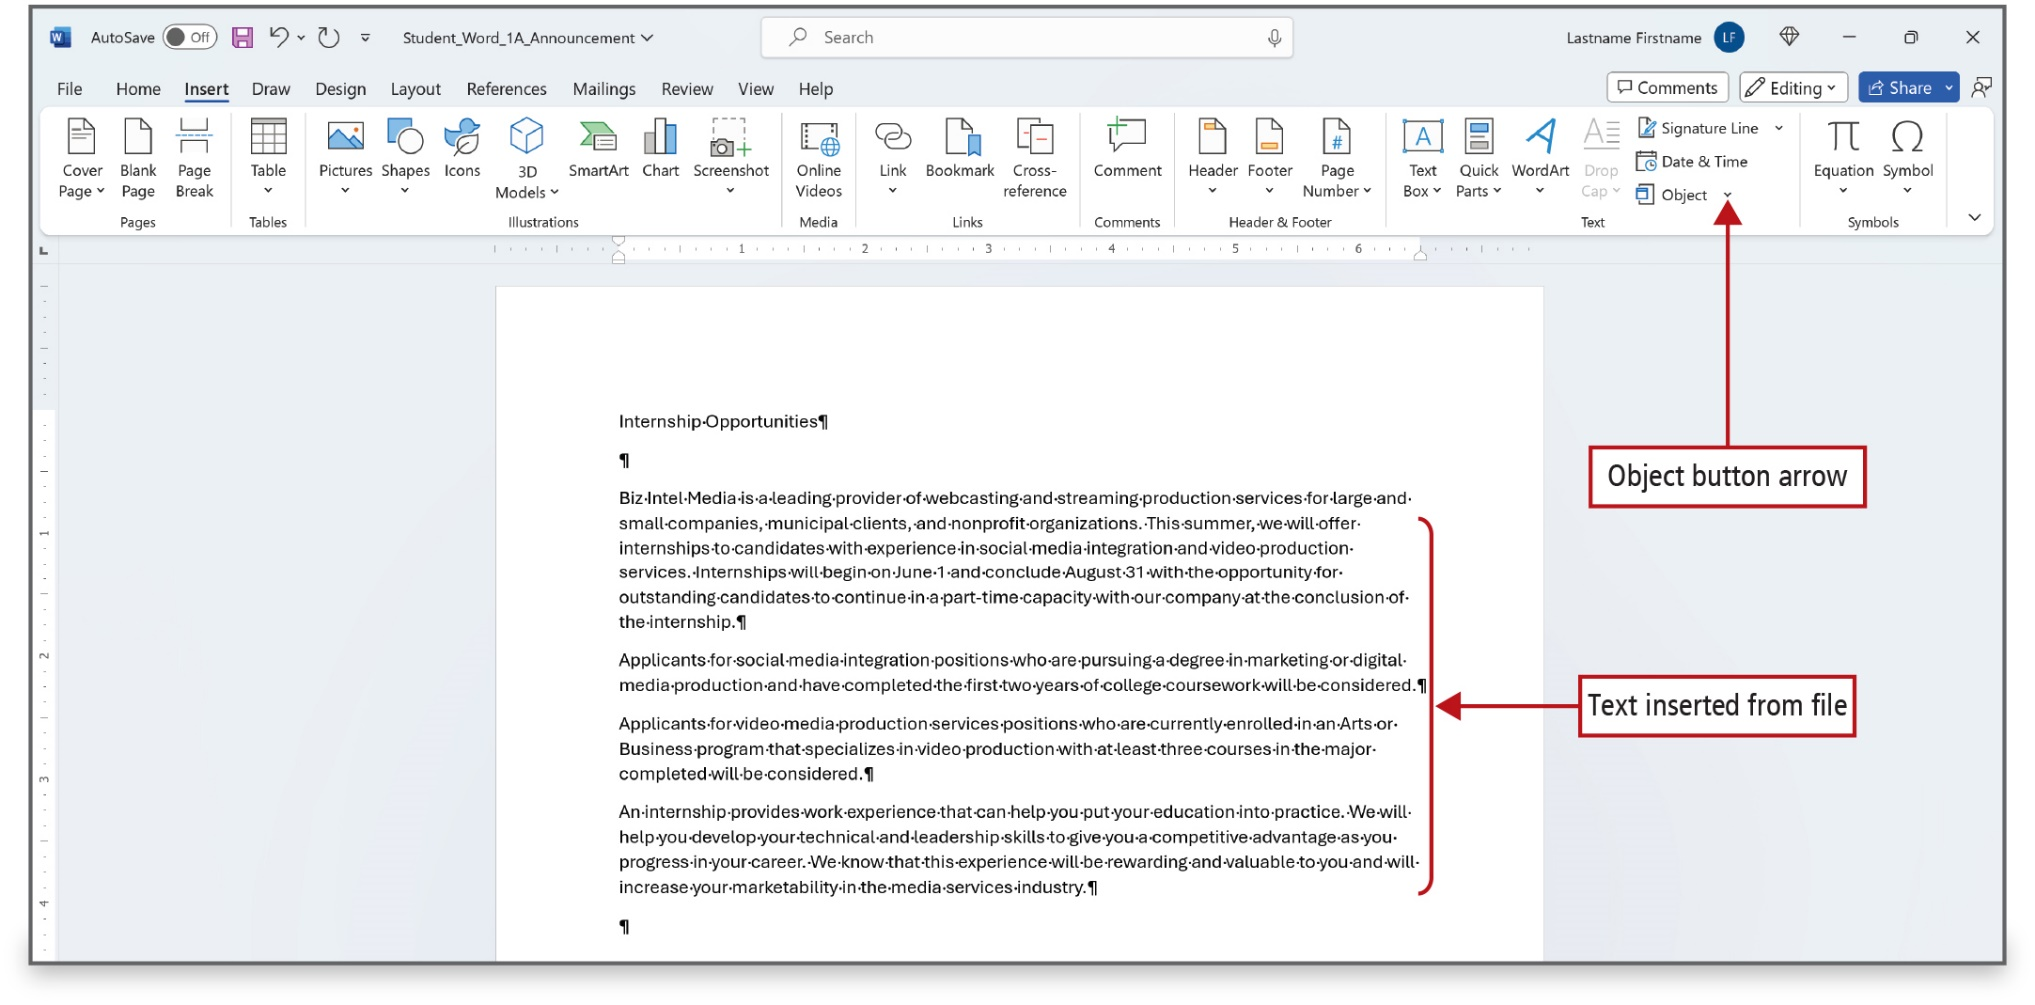 W AutoSave Off Student_Word_1A_Announcement Search Lastname Firstname LF
File Home Insert Draw Design Layout References Mailings Review View Help Comments Editing Share
Cover Page
Blank Page
Page Break
Pages
Table
Tables
Pictures
Shapes
Icons
3D Models
SmartArt
Chart
Screenshot
Illustrations
Online Videos
Media
Link
Bookmark
Cross-reference
Links
Comment
Comments
Header
Footer
Page Number
Header & Footer
Text Box
Quick Parts
WordArt
Drop Cap
Signature Line
Date & Time
Object
Text
Equation
Symbol
Symbols
1 2 3 4 5 6
Internship·Opportunities¶
¶
Biz·Intel·Media·is·a·leading·provider·of·webcasting·and·streaming·production·services·for·large·and·
small·companies,·municipal·clients,·and·nonprofit·organizations.·This·summer,·we·will·offer·
internships·to·candidates·with·experience·in·social·media·integration·and·video·production·
services.·Internships·will·begin·on·June·1·and·conclude·August·31·with·the·opportunity·for·
outstanding·candidates·to·continue·in·a·part-time·capacity·with·our·company·at·the·conclusion·of·
the·internship.¶
Applicants·for·social·media·integration·positions·who·are·pursuing·a·degree·in·marketing·or·digital·
media·production·and·have·completed·the·first·two·years·of·college·coursework·will·be·considered.¶
Applicants·for·video·media·production·services·positions·who·are·currently·enrolled·in·an·Arts·or·
Business·program·that·specializes·in·video·production·with·at·least·three·courses·in·the·major·
completed·will·be·considered.¶
An·internship·provides·work·experience·that·can·help·you·put·your·education·into·practice.·We·will·
help·you·develop·your·technical·and·leadership·skills·to·give·you·a·competitive·advantage·as·you·
progress·in·your·career.·We·know·that·this·experience·will·be·rewarding·and·valuable·to·you·and·will·
increase·your·marketability·in·the·media·services·industry.¶
¶
1
2
3
4
Object button arrow
Text inserted from file